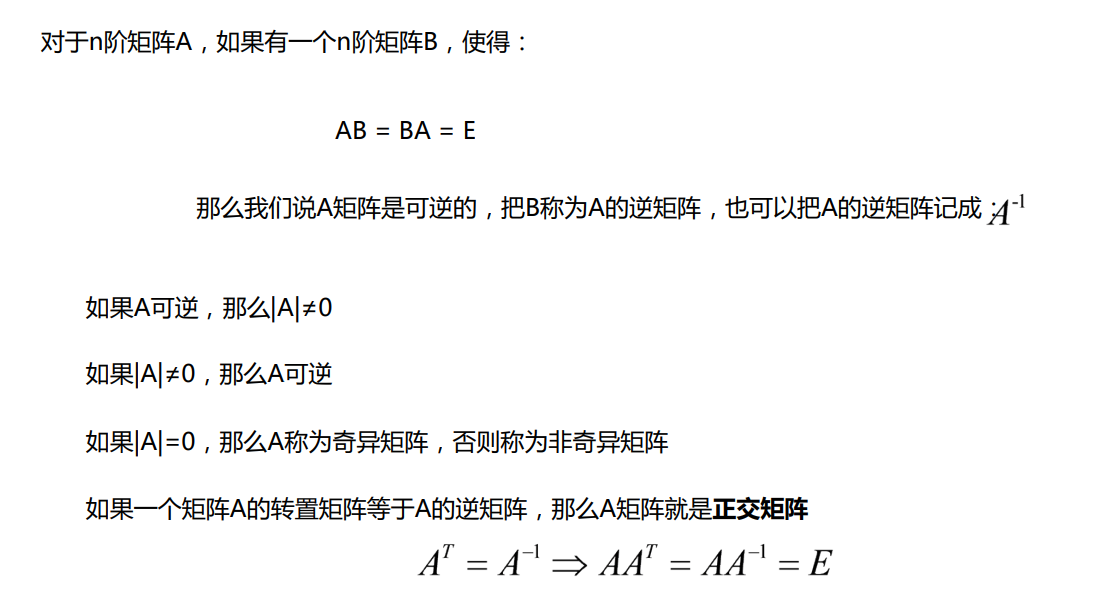 对于n阶矩阵A，如果有一个n阶矩阵B，使得：
AB = BA = E
那么我们说A矩阵是可逆的，把B称为A的逆矩阵，也可以把A的逆矩阵记成：A⁻¹
如果A可逆，那么|A|≠0
如果|A|≠0，那么A可逆
如果|A|=0，那么A称为奇异矩阵，否则称为非奇异矩阵
如果一个矩阵A的转置矩阵等于A的逆矩阵，那么A矩阵就是正交矩阵
Aᵀ = A⁻¹ ⇒ AAᵀ = AA⁻¹ = E